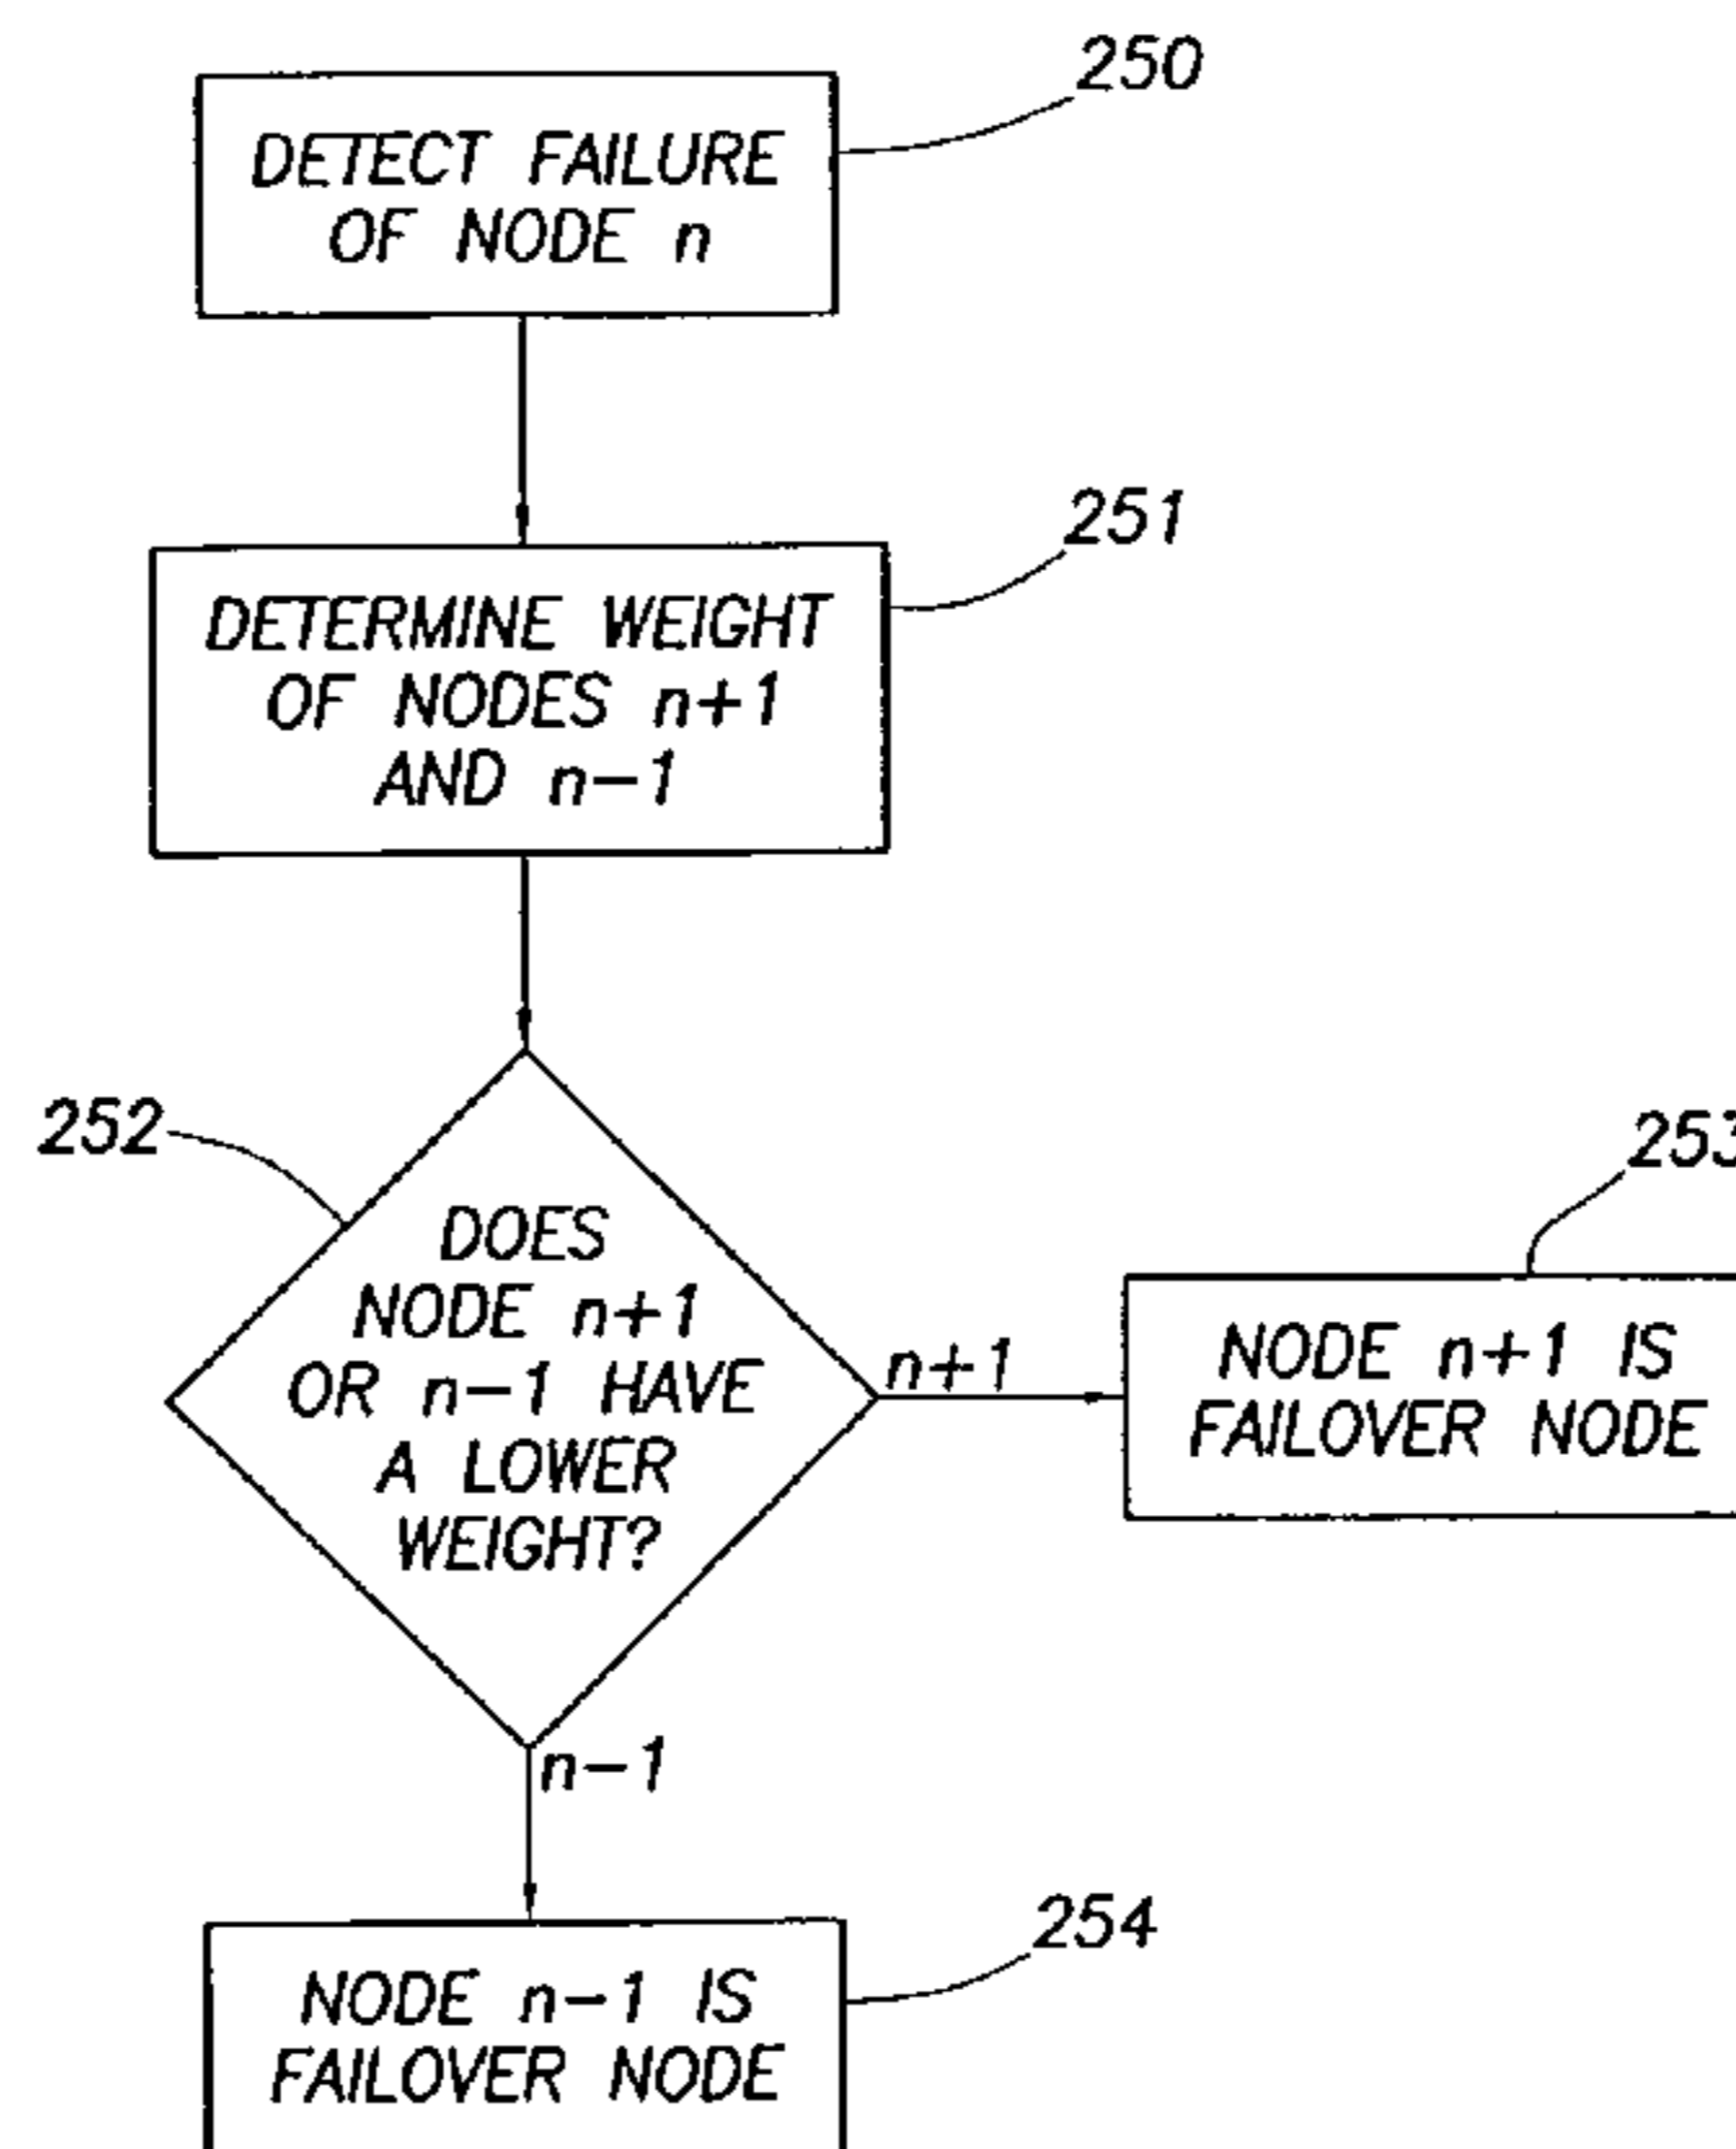 250
DETECT FAILURE
OF NODE n
251
DETERMINE WEIGHT
OF NODES n+1
AND n-1
252
DOES
NODE n+1
OR n-1 HAVE
A LOWER
WEIGHT?
n+1
253
NODE n+1 IS
FAILOVER NODE
n-1
254
NODE n-1 IS
FAILOVER NODE